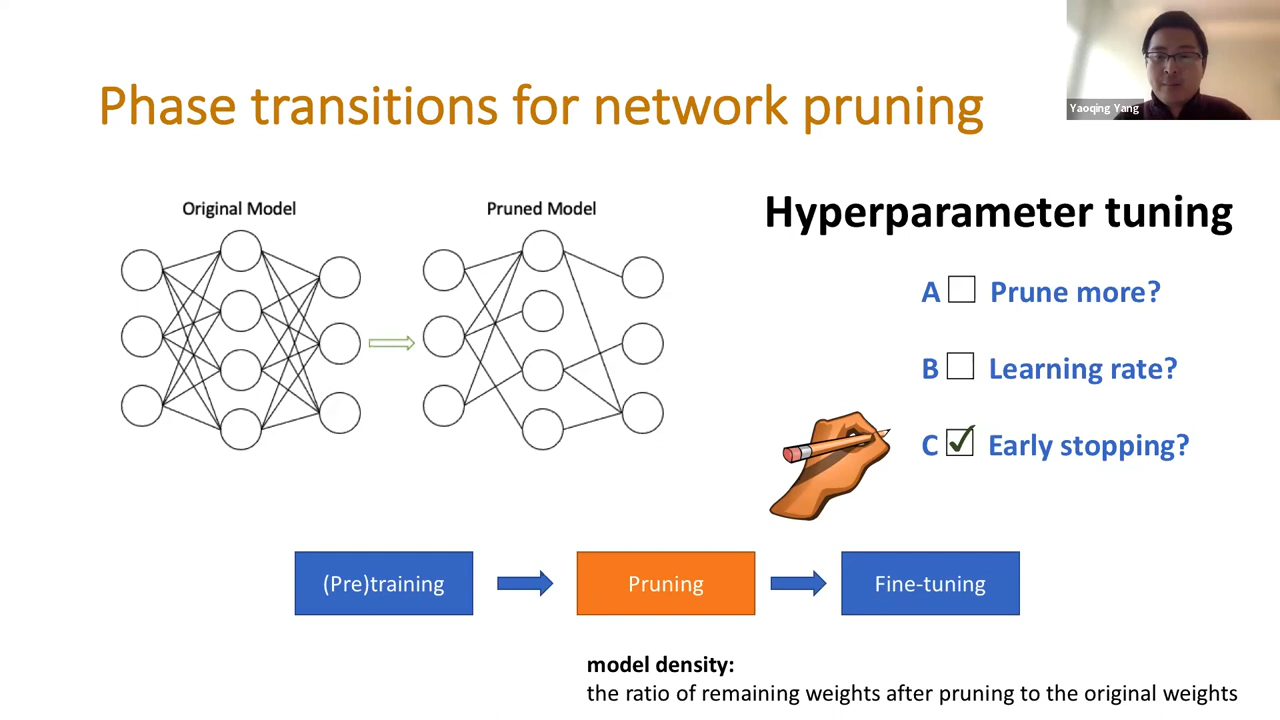 Phase transitions for network pruning
Yaoqing Yang
Original Model
Pruned Model
Hyperparameter tuning
A Prune more?
B Learning rate?
C ✓ Early stopping?
(Pre)training
Pruning
Fine-tuning
model density:
the ratio of remaining weights after pruning to the original weights